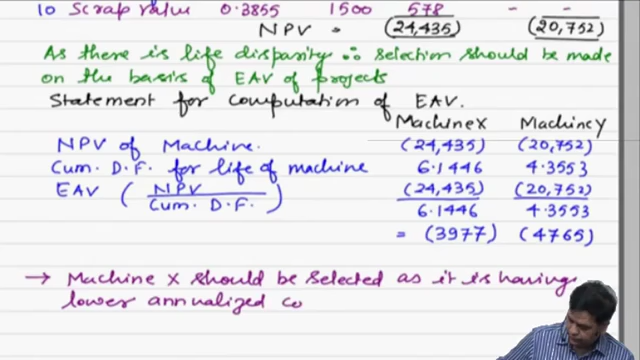 10 Scrap value 0.3855 1500 578 - -
NPV = (24,435) (20,752)
As there is life disparity ∴ selection should be made
on the basis of EAV of projects
Statement for computation of EAV.
Machine X Machine Y
NPV of Machine. (24,435) (20,752)
Cum. D.F. for life of machine 6.1446 4.3553
EAV ( NPV / Cum. D.F. ) (24,435) / 6.1446 (20,752) / 4.3553
= (3977) (4765)
→ Machine X should be selected as it is having
lower annualized co